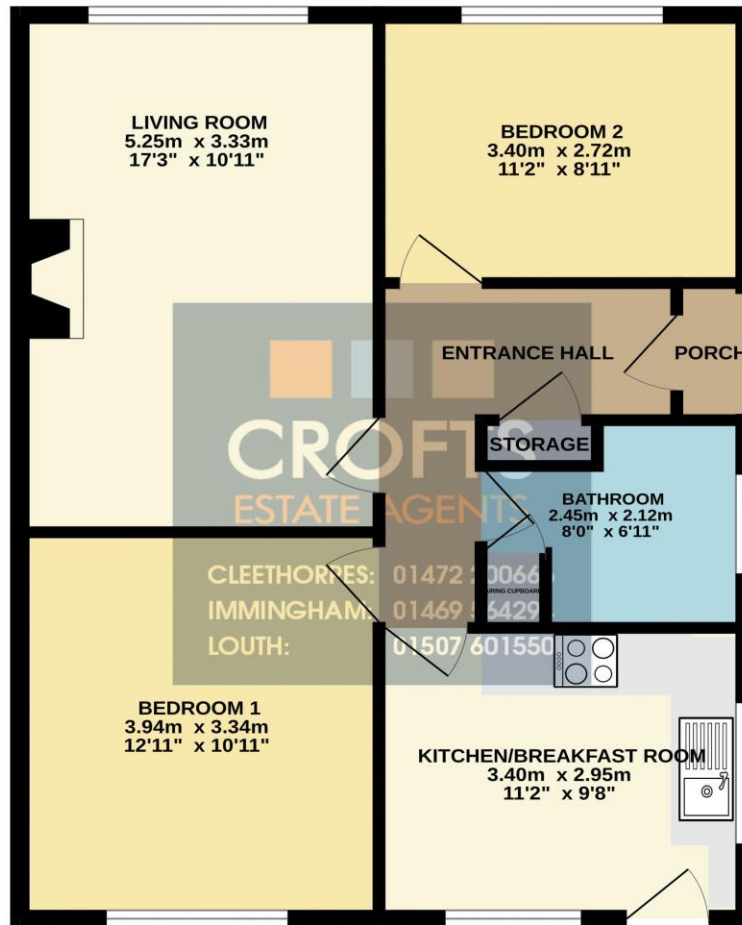 LIVING ROOM
5.25m x 3.33m
17'3" x 10'11"
BEDROOM 2
3.40m x 2.72m
11'2" x 8'11"
ENTRANCE HALL
PORCH
STORAGE
CROFTS
ESTATE AGENTS
BATHROOM
2.45m x 2.12m
8'0" x 6'11"
CUPBOARD
CLEETHORPES: 01472
IMMINGHAM: 01469
LOUTH: 01507 601550
BEDROOM 1
3.94m x 3.34m
12'11" x 10'11"
KITCHEN/BREAKFAST ROOM
3.40m x 2.95m
11'2" x 9'8"